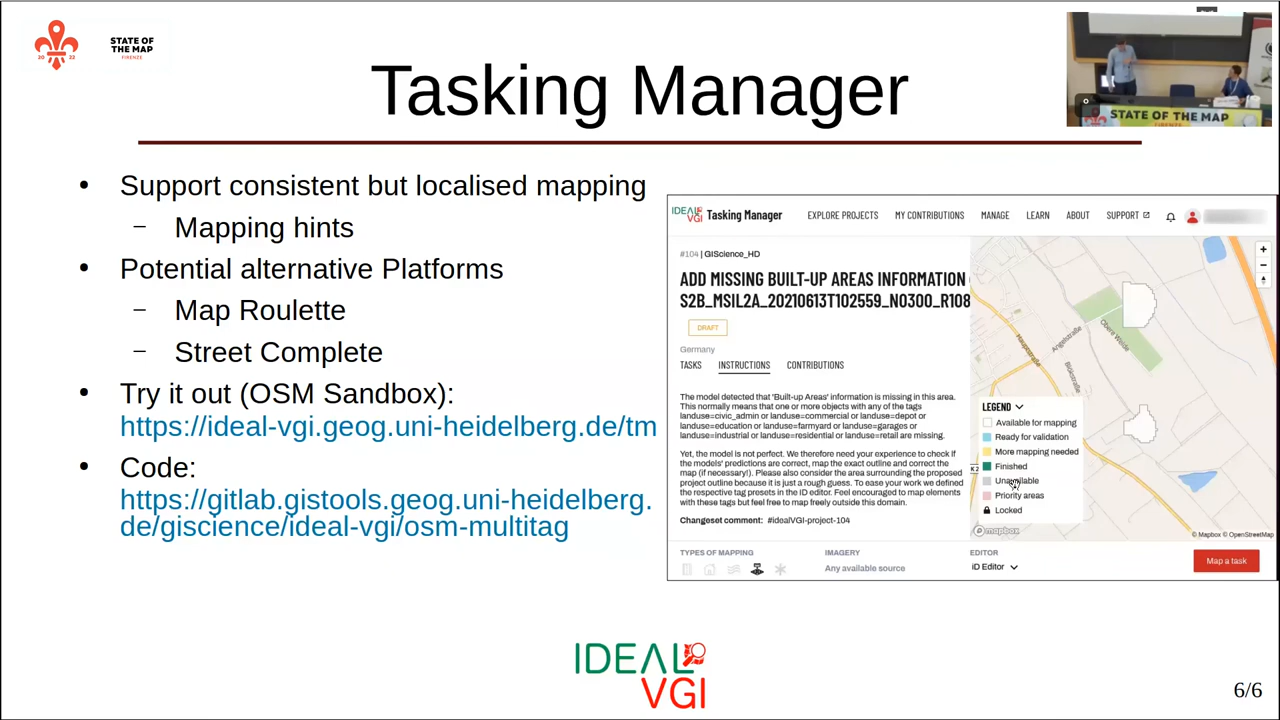 20 22
STATE OF
THE MAP
FIRENZE
Tasking Manager
STATE OF THE MAP
FIRENZE
• Support consistent but localised mapping
– Mapping hints
• Potential alternative Platforms
– Map Roulette
– Street Complete
• Try it out (OSM Sandbox):
https://ideal-vgi.geog.uni-heidelberg.de/tm
• Code:
https://gitlab.gistools.geog.uni-heidelberg.
de/giscience/ideal-vgi/osm-multitag
IDEAL VGI Tasking Manager EXPLORE PROJECTS MY CONTRIBUTIONS MANAGE LEARN ABOUT SUPPORT
#104 | GIScience_HD
ADD MISSING BUILT-UP AREAS INFORMATION
S2B_MSIL2A_20210613T102559_N0300_R108
DRAFT
Germany
TASKS INSTRUCTIONS CONTRIBUTIONS
The model detected that 'Built-up Areas' information is missing in this area.
This normally means that one or more objects with any of the tags
landuse=civic_admin or landuse=commercial or landuse=depot or
landuse=education or landuse=farmyard or landuse=garages or
landuse=industrial or landuse=residential or landuse=retail are missing.
Yet, the model is not perfect. We therefore need your experience to check if
the models' predictions are correct, map the exact outline and correct the
map (if necessary!). Please also consider the area surrounding the proposed
project outline because it is just a rough guess. To ease your work we defined
the respective tag presets in the ID editor. Feel encouraged to map elements
with these tags but feel free to map freely outside this domain.
Changeset comment: #idealVGI-project-104
TYPES OF MAPPING IMAGERY EDITOR
Any available source iD Editor
Map a task
+
−
Hauptstraße
Angelstraße
Obere Weide
K 2
LEGEND
Available for mapping
Ready for validation
More mapping needed
Finished
Unavailable
Priority areas
Locked
mapbox
© Mapbox © OpenStreetMap
IDEAL
VGI
6/6